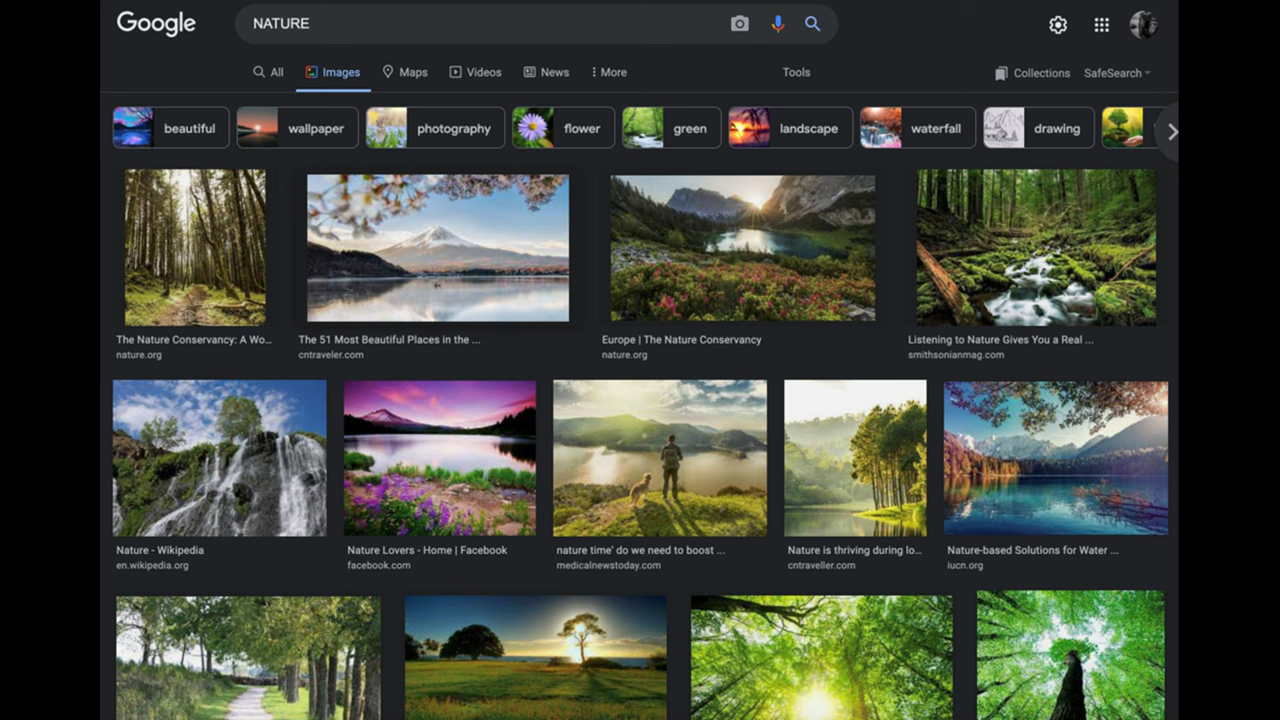 Google
NATURE
All
Images
Maps
Videos
News
More
Tools
Collections
SafeSearch
beautiful
wallpaper
photography
flower
green
landscape
waterfall
drawing
The Nature Conservancy: A Wo...
nature.org
The 51 Most Beautiful Places in the ...
cntraveler.com
Europe | The Nature Conservancy
nature.org
Listening to Nature Gives You a Real ...
smithsonianmag.com
Nature - Wikipedia
en.wikipedia.org
Nature Lovers - Home | Facebook
facebook.com
nature time' do we need to boost ...
medicalnewstoday.com
Nature is thriving during lo...
cntraveller.com
Nature-based Solutions for Water ...
iucn.org